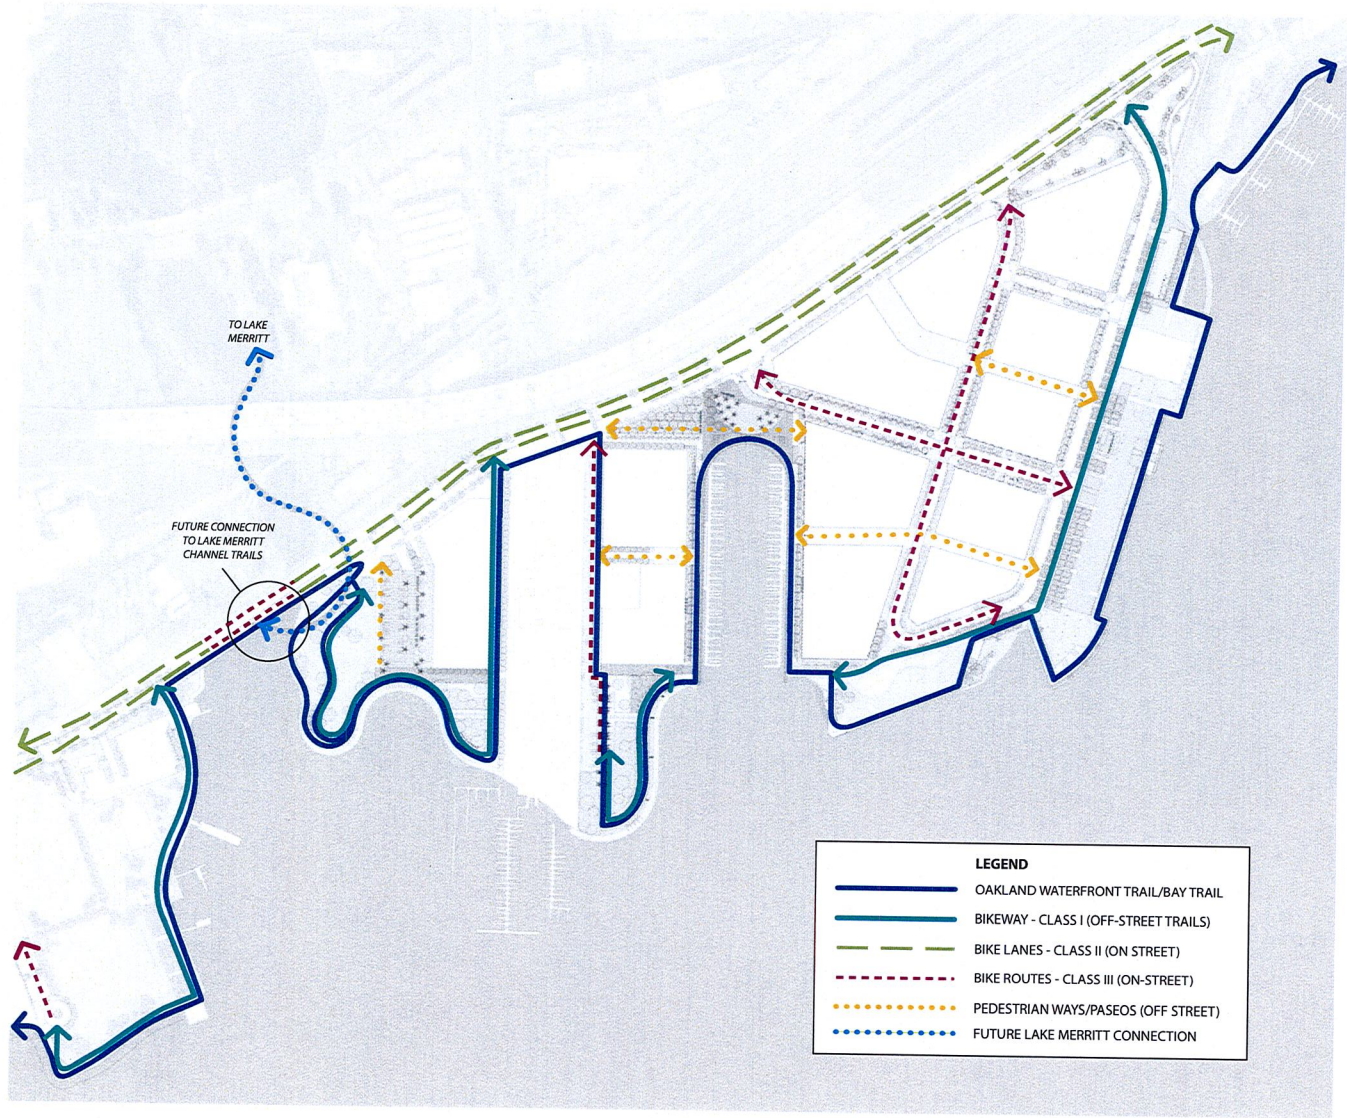 TO LAKE
MERRITT
FUTURE CONNECTION
TO LAKE MERRITT
CHANNEL TRAILS
LEGEND
OAKLAND WATERFRONT TRAIL/BAY TRAIL
BIKEWAY - CLASS I (OFF-STREET TRAILS)
BIKE LANES - CLASS II (ON STREET)
BIKE ROUTES - CLASS III (ON-STREET)
PEDESTRIAN WAYS/PASEOS (OFF STREET)
FUTURE LAKE MERRITT CONNECTION